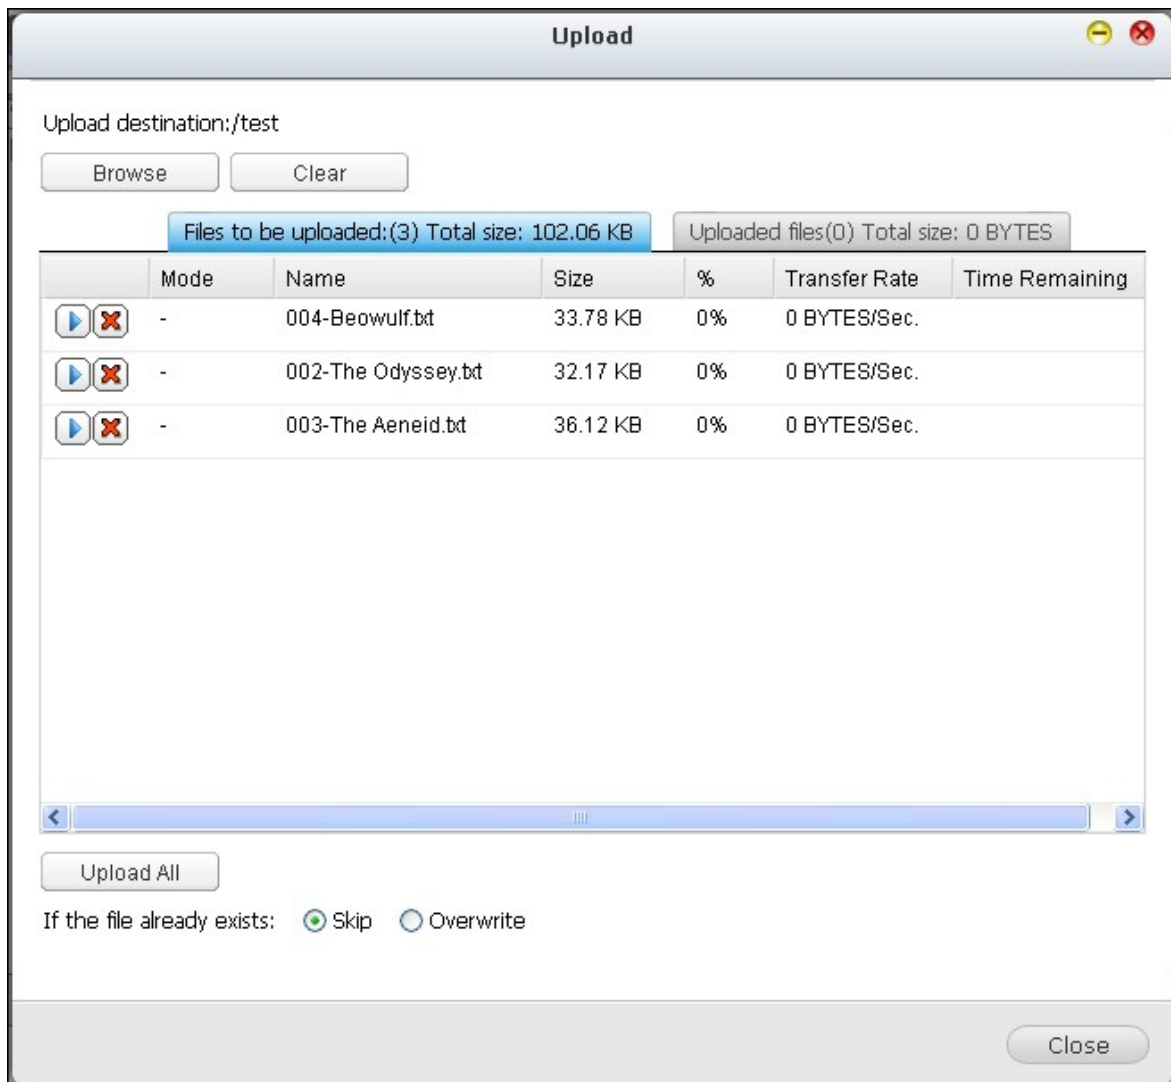 Upload
Upload destination:/test
Browse Clear
Files to be uploaded:(3) Total size: 102.06 KB Uploaded files(0) Total size: 0 BYTES
Mode Name Size % Transfer Rate Time Remaining
- 004-Beowulf.txt 33.78 KB 0% 0 BYTES/Sec.
- 002-The Odyssey.txt 32.17 KB 0% 0 BYTES/Sec.
- 003-The Aeneid.txt 36.12 KB 0% 0 BYTES/Sec.
Upload All
If the file already exists: Skip Overwrite
Close